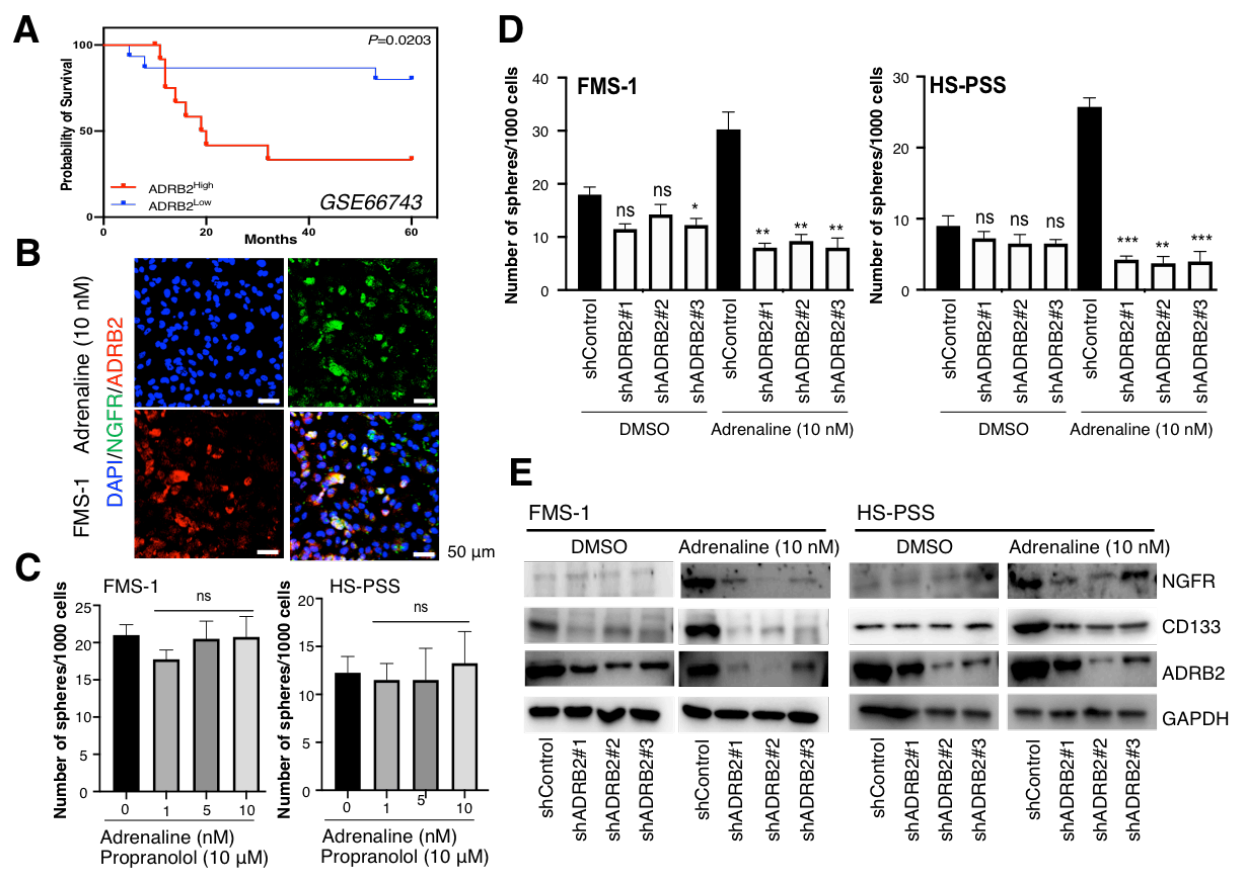 A
P=0.0203
Probability of Survival
100
50
0
ADRB2High
ADRB2Low
GSE66743
0
20
40
60
Months
B
FMS-1 Adrenaline (10 nM)
DAPI/NGFR/ADRB2
50 µm
C
FMS-1
ns
Number of spheres/1000 cells
25
20
15
10
5
0
0
1
5
10
Adrenaline (nM)
Propranolol (10 µM)
HS-PSS
ns
Number of spheres/1000 cells
20
15
10
5
0
0
1
5
10
Adrenaline (nM)
Propranolol (10 µM)
D
FMS-1
Number of spheres/1000 cells
40
30
20
10
0
ns
ns
*
**
**
**
shControl
shADRB2#1
shADRB2#2
shADRB2#3
shControl
shADRB2#1
shADRB2#2
shADRB2#3
DMSO
Adrenaline (10 nM)
HS-PSS
Number of spheres/1000 cells
30
20
10
0
ns
ns
ns
***
**
***
shControl
shADRB2#1
shADRB2#2
shADRB2#3
shControl
shADRB2#1
shADRB2#2
shADRB2#3
DMSO
Adrenaline (10 nM)
E
FMS-1
HS-PSS
DMSO
Adrenaline (10 nM)
DMSO
Adrenaline (10 nM)
NGFR
CD133
ADRB2
GAPDH
shControl
shADRB2#1
shADRB2#2
shADRB2#3
shControl
shADRB2#1
shADRB2#2
shADRB2#3
shControl
shADRB2#1
shADRB2#2
shADRB2#3
shControl
shADRB2#1
shADRB2#2
shADRB2#3